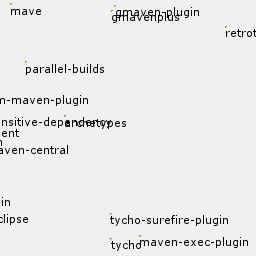 mave
gmaven-plugin
gmavenplus
retrot
parallel-builds
m-maven-plugin
nsitive-dependency
archetypes
ent
n
aven-central
in
clipse
tycho-surefire-plugin
tycho
maven-exec-plugin